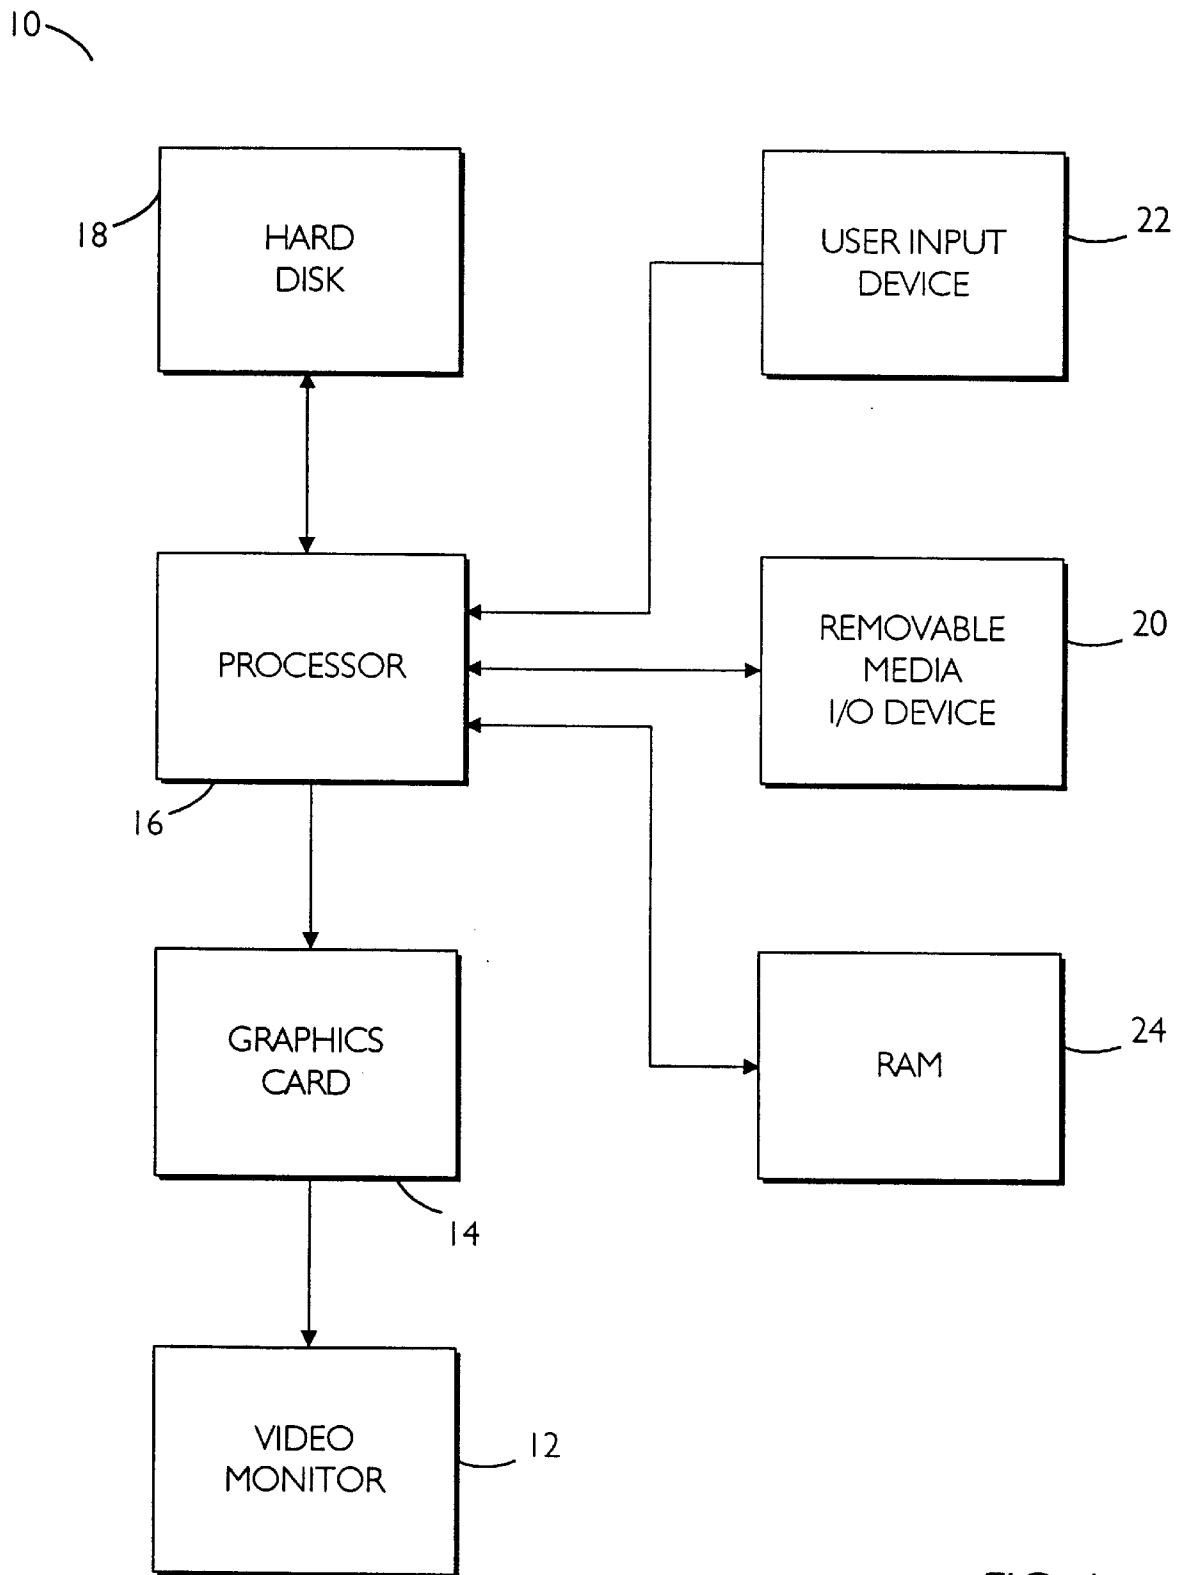 10
18
HARD
DISK
USER INPUT
DEVICE
22
PROCESSOR
16
REMOVABLE
MEDIA
I/O DEVICE
20
GRAPHICS
CARD
14
RAM
24
VIDEO
MONITOR
12